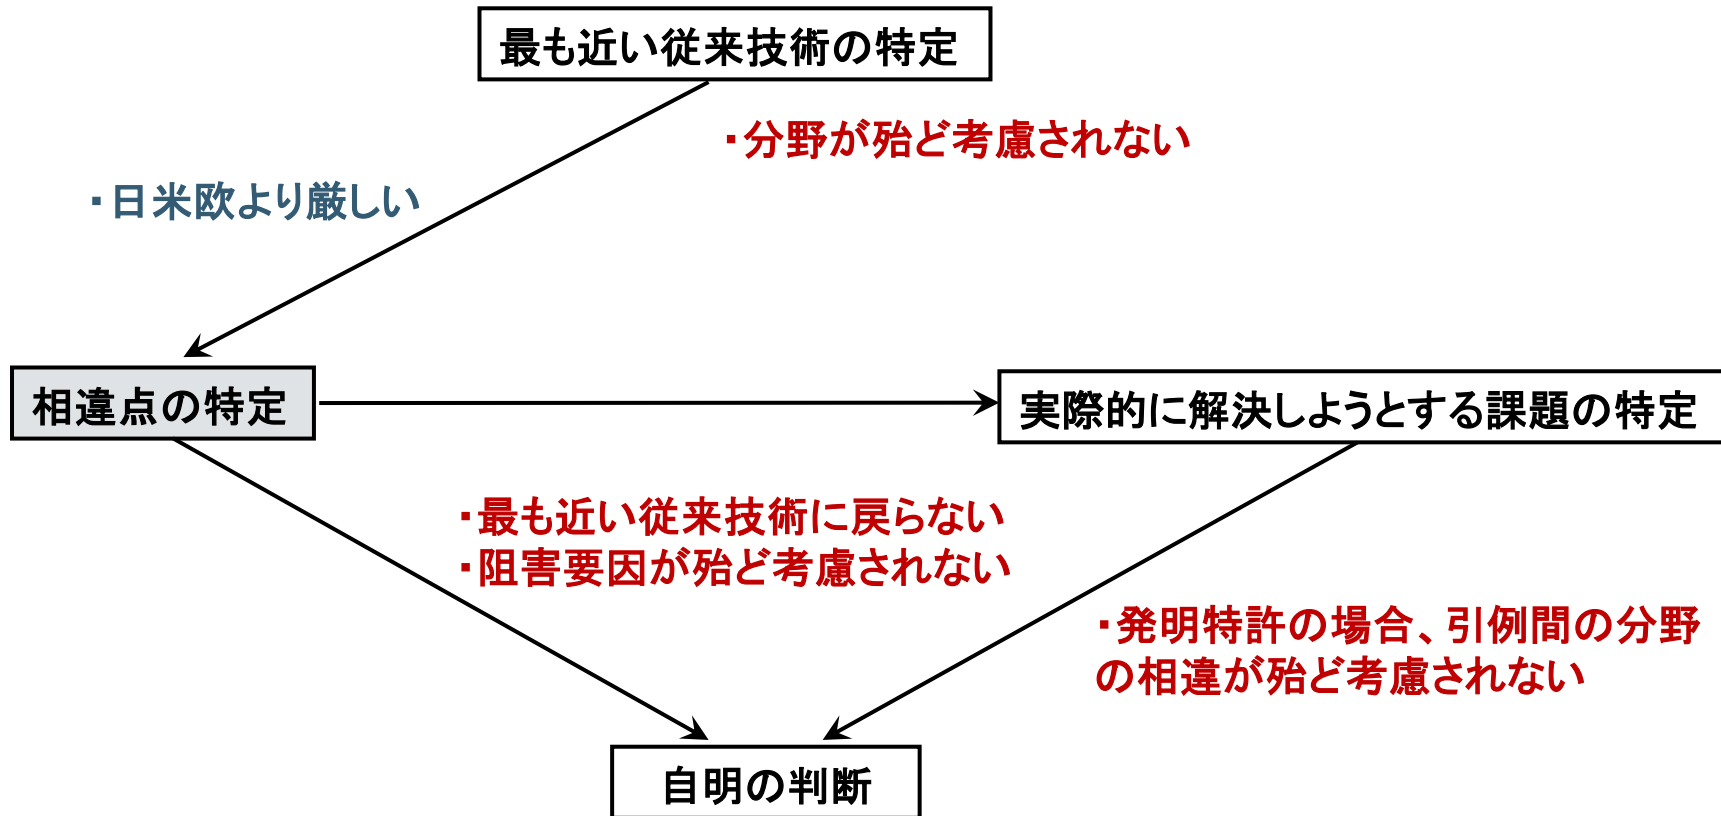 最も近い従来技術の特定
・分野が殆ど考慮されない
・日米欧より厳しい
相違点の特定
実際的に解決しようとする課題の特定
・最も近い従来技術に戻らない
・阻害要因が殆ど考慮されない
・発明特許の場合、引例間の分野
の相違が殆ど考慮されない
自明の判断